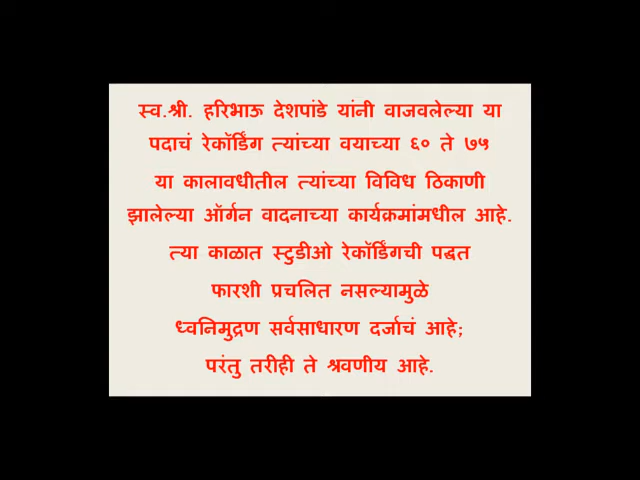 स्व.श्री. हरिभाऊ देशपांडे यांनी वाजवलेल्या या
पदाचं रेकॉर्डिंग त्यांच्या वयाच्या ६० ते ७५
या कालावधीतील त्यांच्या विविध ठिकाणी
झालेल्या ऑर्गन वादनाच्या कार्यक्रमांमधील आहे.
त्या काळात स्टुडीओ रेकॉर्डिंगची पद्धत
फारशी प्रचलित नसल्यामुळे
ध्वनिमुद्रण सर्वसाधारण दर्जाचं आहे;
परंतु तरीही ते श्रवणीय आहे.